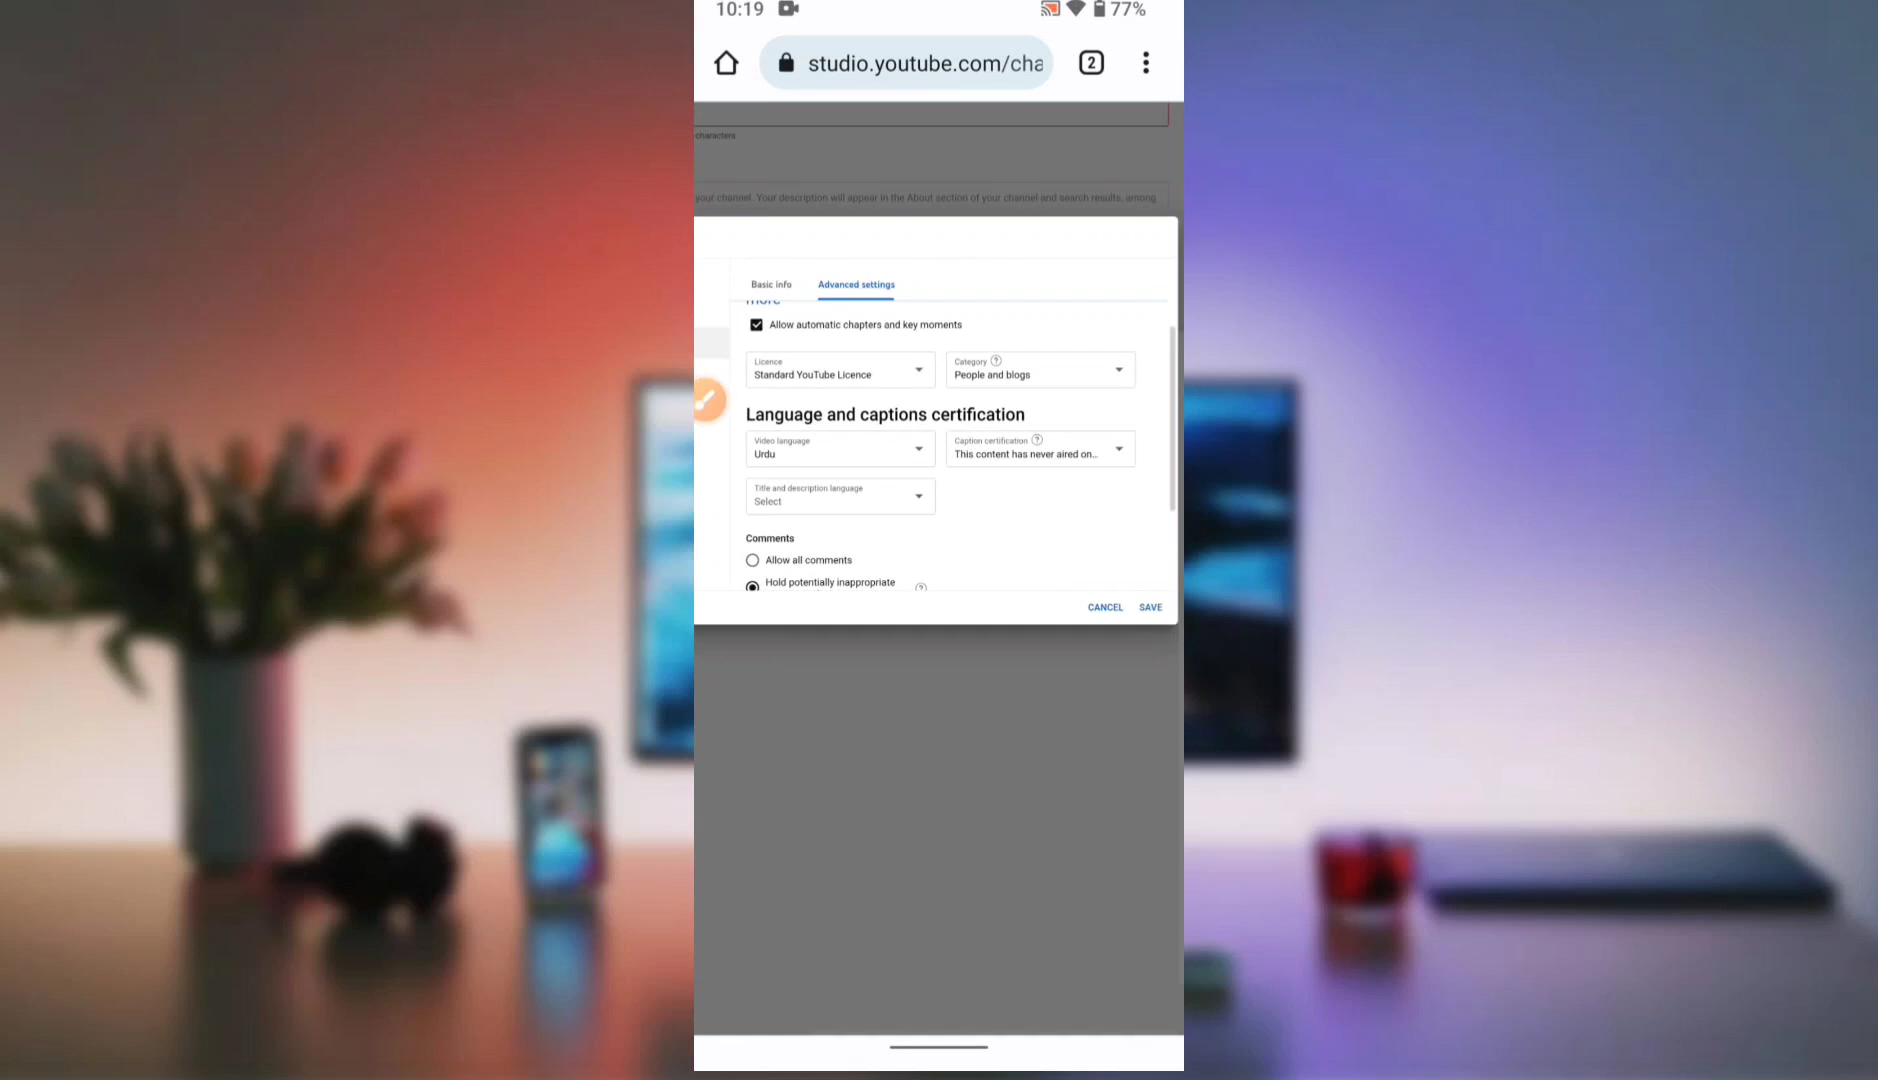 10:19
77%
studio.youtube.com/cha
2
characters
your channel. Your description will appear in the About section of your channel and search results, among
Basic info
Advanced settings
more
Allow automatic chapters and key moments
Licence
Standard YouTube Licence
Category ?
People and blogs
Language and captions certification
Video language
Urdu
Caption certification ?
This content has never aired on...
Title and description language
Select
Comments
Allow all comments
Hold potentially inappropriate
?
CANCEL
SAVE